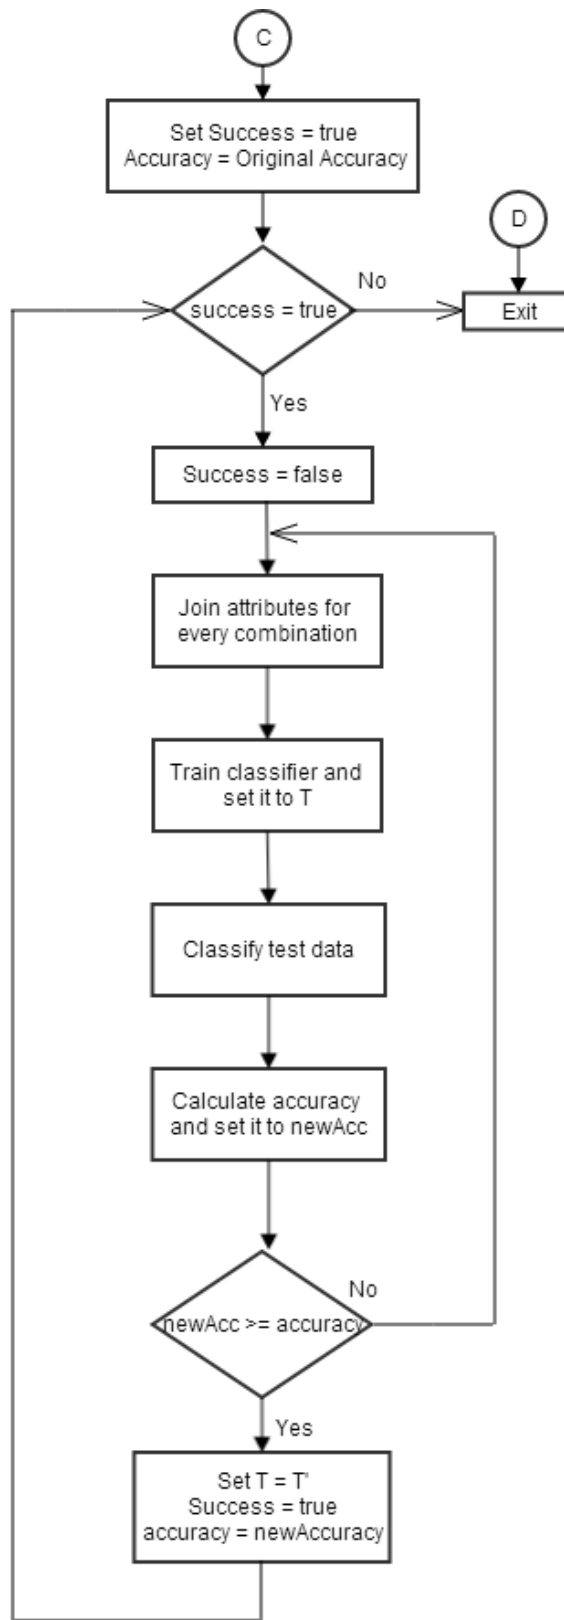 C
Set Success = true
Accuracy = Original Accuracy
D
success = true
No
Exit
Yes
Success = false
Join attributes for
every combination
Train classifier and
set it to T
Classify test data
Calculate accuracy
and set it to newAcc
No
newAcc >= accuracy
Yes
Set T = T'
Success = true
accuracy = newAccuracy